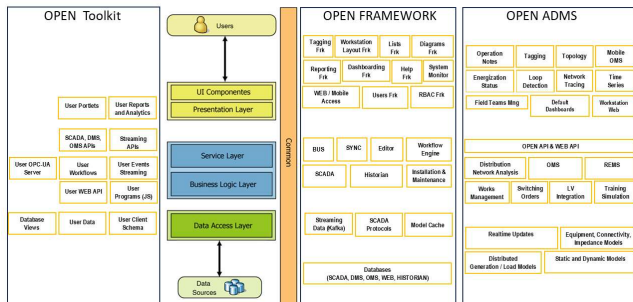 OPEN Toolkit
User Portlets
User Reports
and Analytics
SCADA, DMS,
OMS APIs
Streaming
APIs
User OPC-UA
Server
User
Workflows
User Events
Streaming
User WEB API
User
Programs (JS)
Database
Views
User Data
User Client
Schema
Users
UI Componentes
Presentation Layer
Service Layer
Business Logic Layer
Data Access Layer
Data
Sources
Common
OPEN FRAMEWORK
Tagging
Frk
Workstation
Layout Frk
Lists
Frk
Diagrams
Frk
Reporting
Frk
Dashboarding
Frk
Help
Frk
System
Monitor
WEB / Mobile
Access
Users Frk
RBAC Frk
BUS
SYNC
Editor
Workflow
Engine
SCADA
Historian
Installation &
Maintenance
Streaming
Data (Kafka)
SCADA
Protocols
Model Cache
Databases
(SCADA, DMS, OMS, WEB, HISTORIAN)
OPEN ADMS
Operation
Notes
Tagging
Topology
Mobile
OMS
Energization
Status
Loop
Detection
Network
Tracing
Time
Series
Field Teams Mng
Default
Dashboards
Workstation
Web
OPEN API & WEB API
Distribution
Network Analysis
OMS
REMS
Works
Management
Switching
Orders
LV
Integration
Training
Simulation
Realtime Updates
Equipment, Connectivity,
Impedance Models
Distributed
Generation / Load Models
Static and Dynamic Models